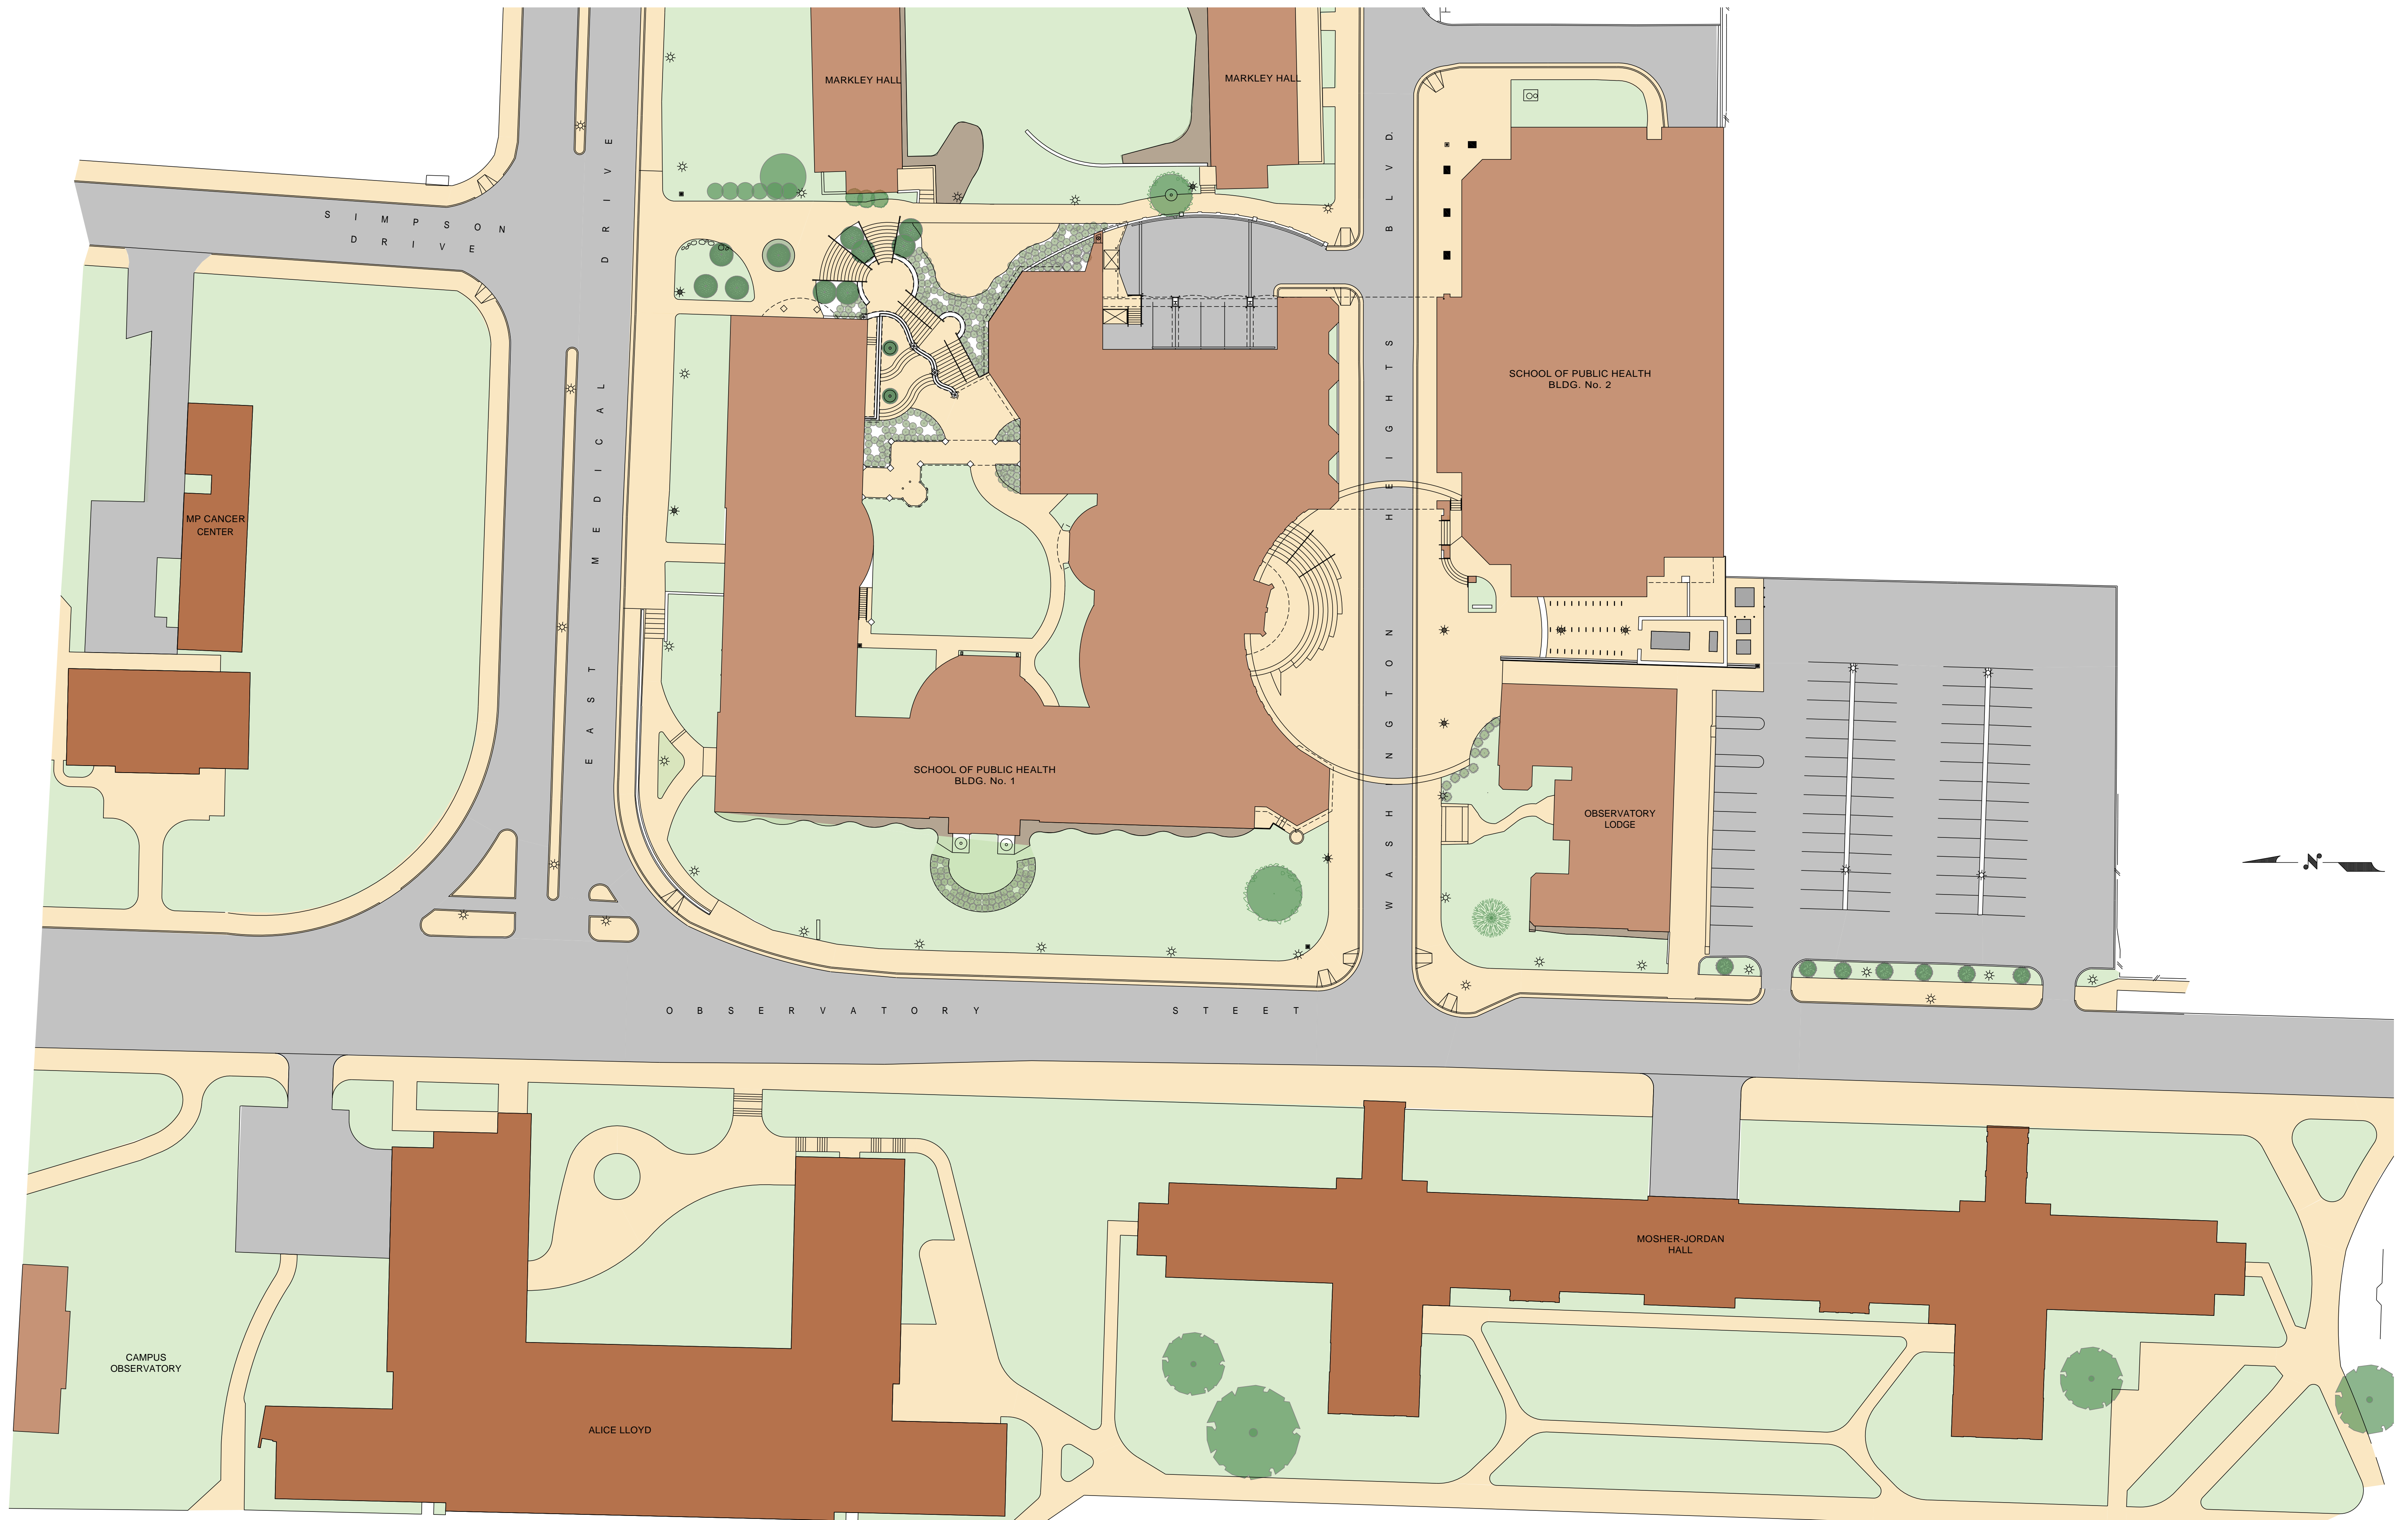 MARKLEY HALL
MARKLEY HALL
SIMPSON
DRIVE
EAST MEDICAL DRIVE
WASHINGTON HEIGHTS BLVD.
SCHOOL OF PUBLIC HEALTH
BLDG. No. 2
MP CANCER
CENTER
SCHOOL OF PUBLIC HEALTH
BLDG. No. 1
OBSERVATORY
LODGE
N
OBSERVATORY STEET
MOSHER-JORDAN
HALL
CAMPUS
OBSERVATORY
ALICE LLOYD